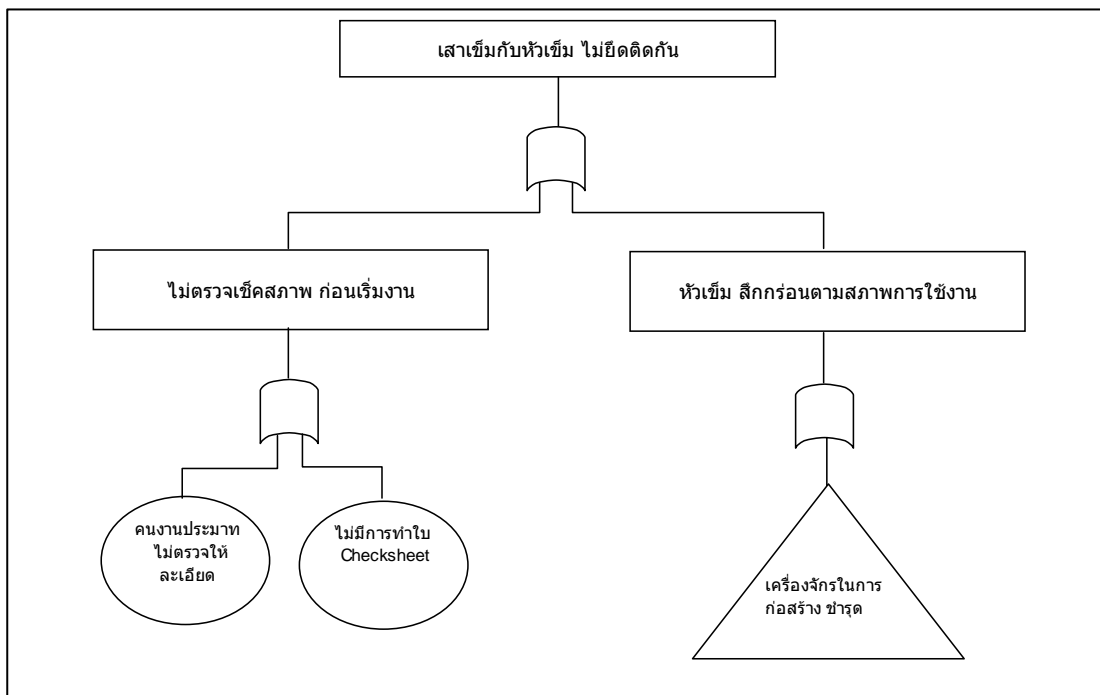 เสาเข็มกับหัวเข็ม ไม่ยึดติดกัน
ไม่ตรวจเช็คสภาพ ก่อนเริ่มงาน
หัวเข็ม สึกกร่อนตามสภาพการใช้งาน
คนงานประมาท
ไม่ตรวจให้
ละเอียด
ไม่มีการทำใบ
Checksheet
เครื่องจักรในการ
ก่อสร้าง ชำรุด